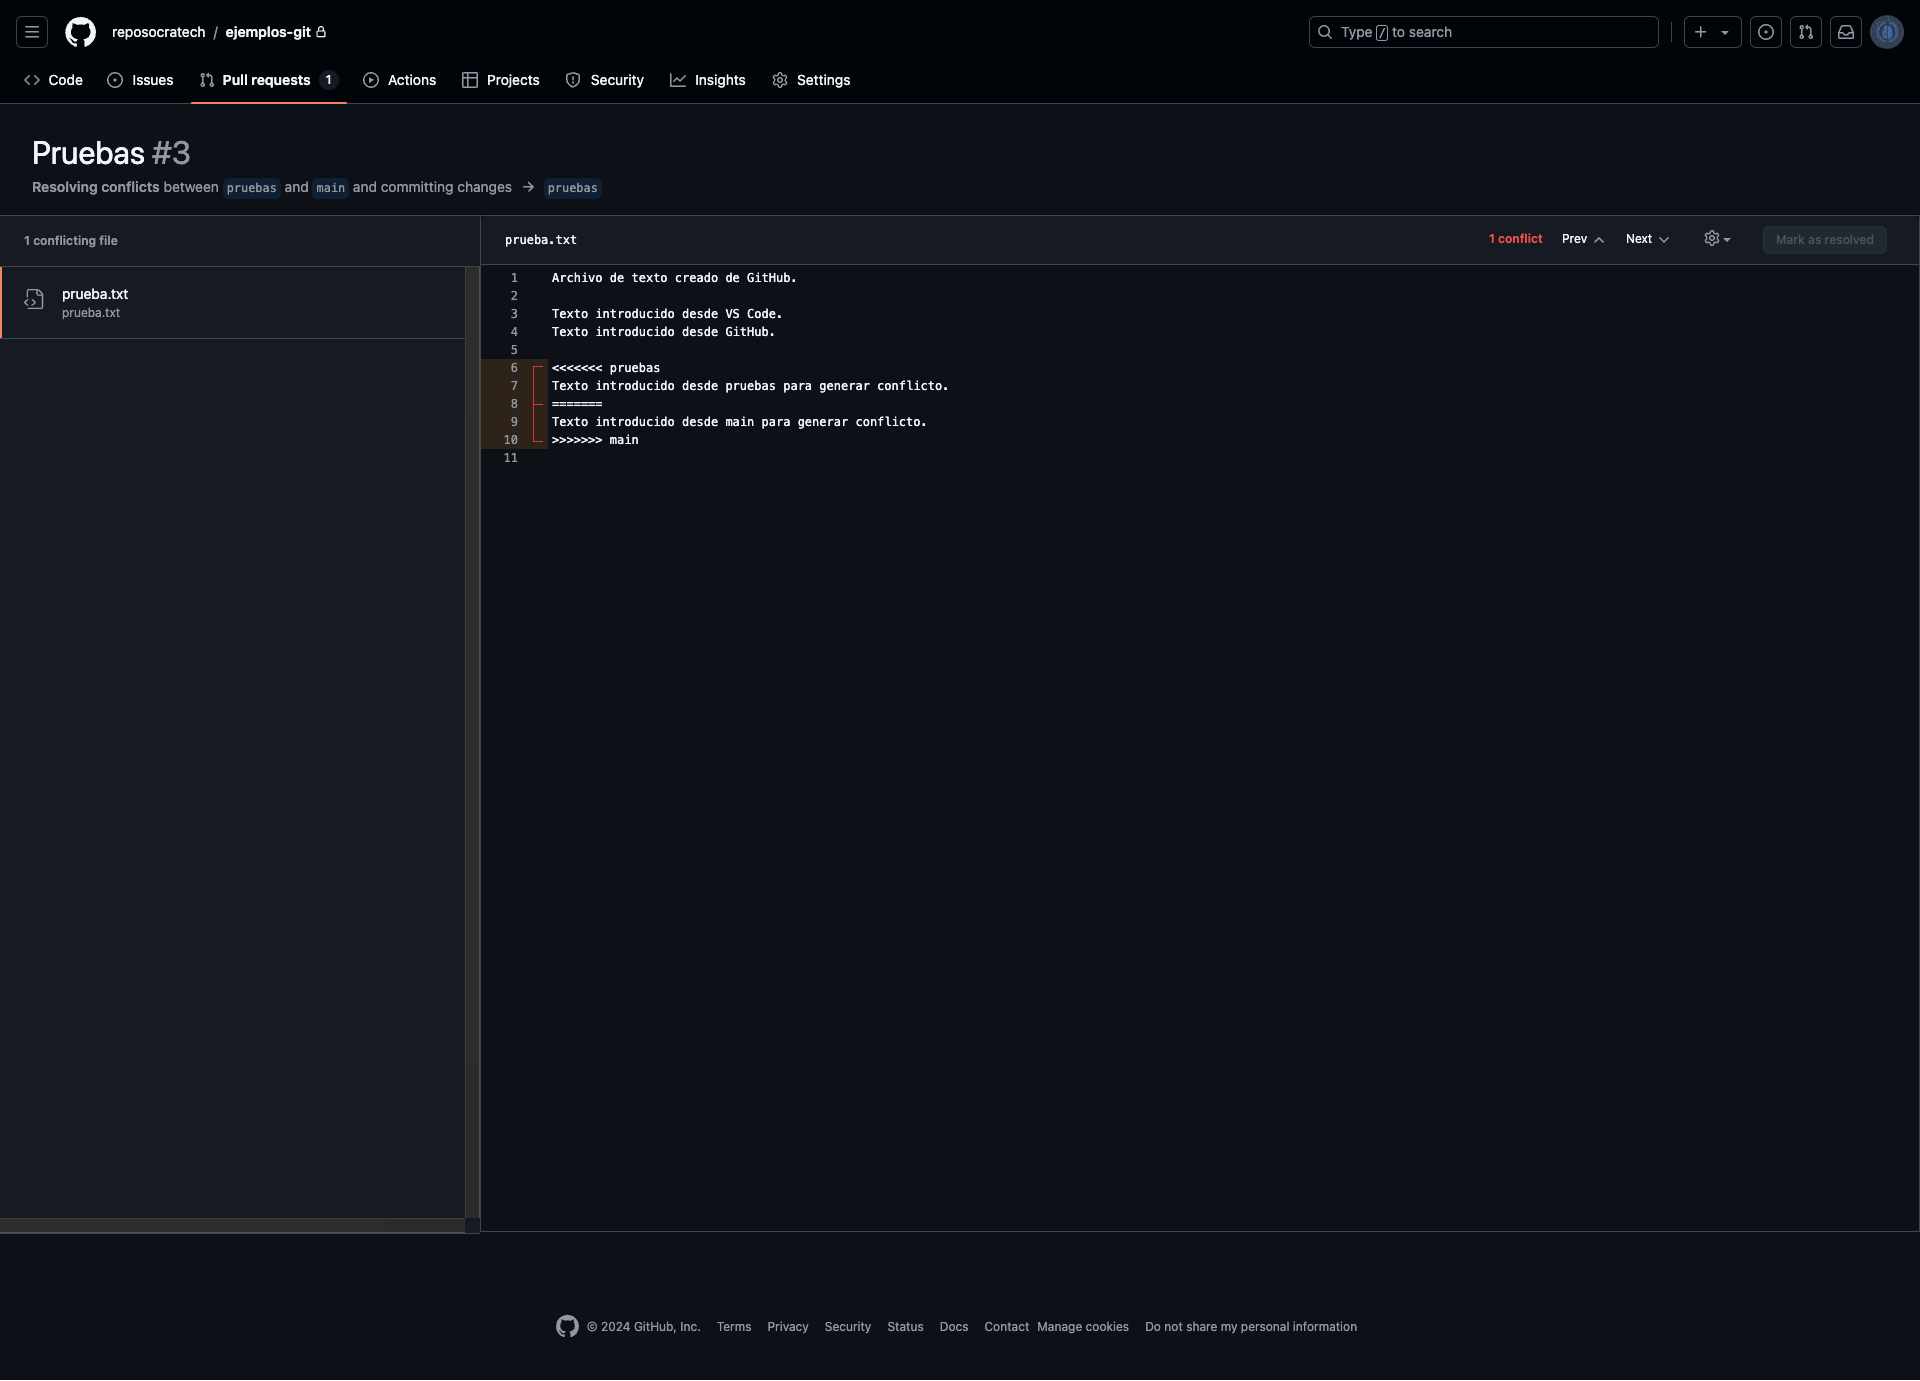 reposocratech / ejemplos-git
Type / to search
Code Issues Pull requests 1 Actions Projects Security Insights Settings
Pruebas #3
Resolving conflicts between pruebas and main and committing changes → pruebas
1 conflicting file
prueba.txt
prueba.txt
prueba.txt
1 conflict Prev Next Mark as resolved
1 Archivo de texto creado de GitHub.
2
3 Texto introducido desde VS Code.
4 Texto introducido desde GitHub.
5
6 <<<<<<< pruebas
7 Texto introducido desde pruebas para generar conflicto.
8 =======
9 Texto introducido desde main para generar conflicto.
10 >>>>>>> main
11
© 2024 GitHub, Inc. Terms Privacy Security Status Docs Contact Manage cookies Do not share my personal information